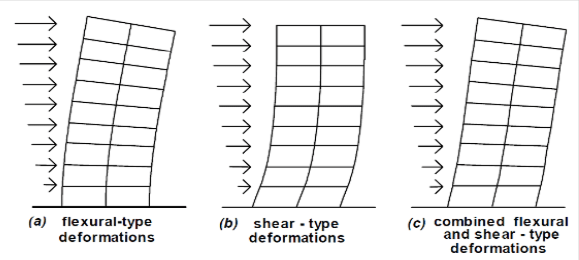 (a) flexural-type
deformations
(b) shear - type
deformations
(c) combined flexural
and shear - type
deformations